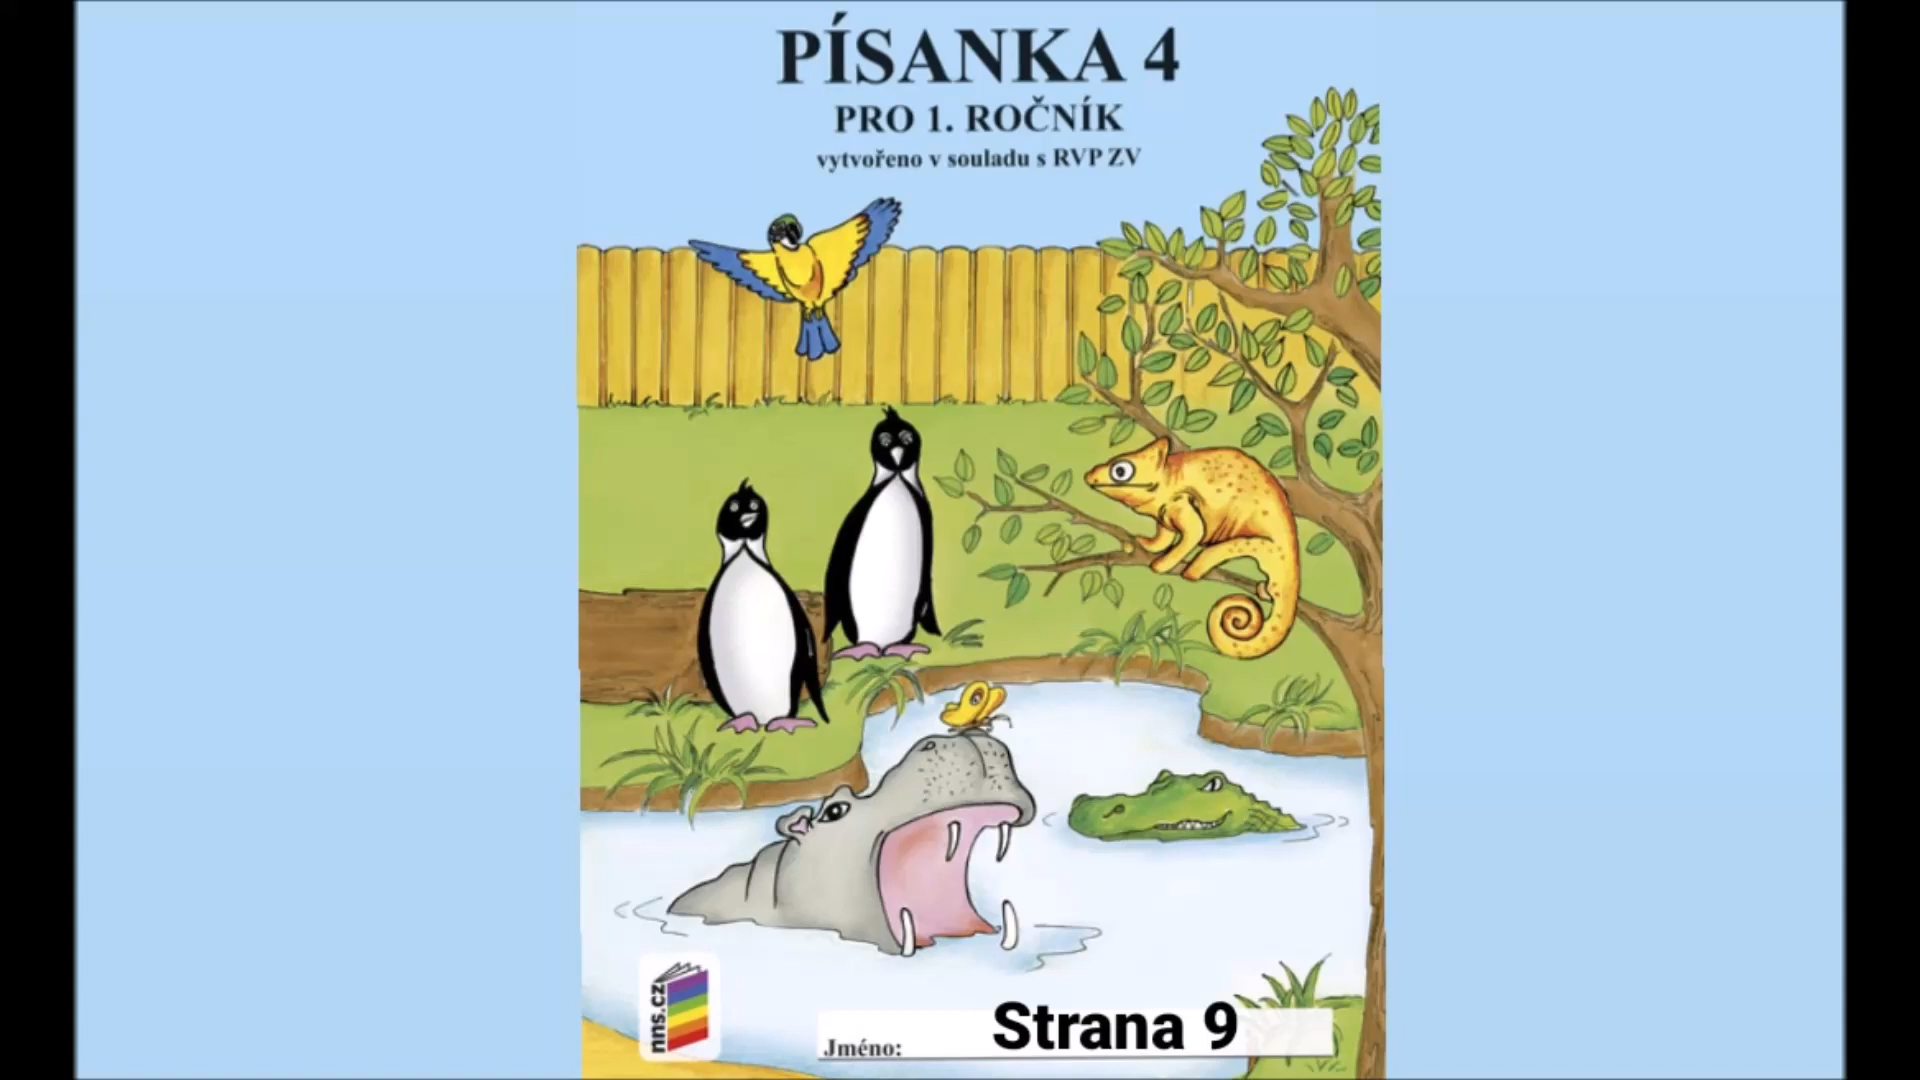 PÍSANKA 4
PRO 1. ROČNÍK
vytvořeno v souladu s RVP ZV
nns.cz
Jméno: Strana 9